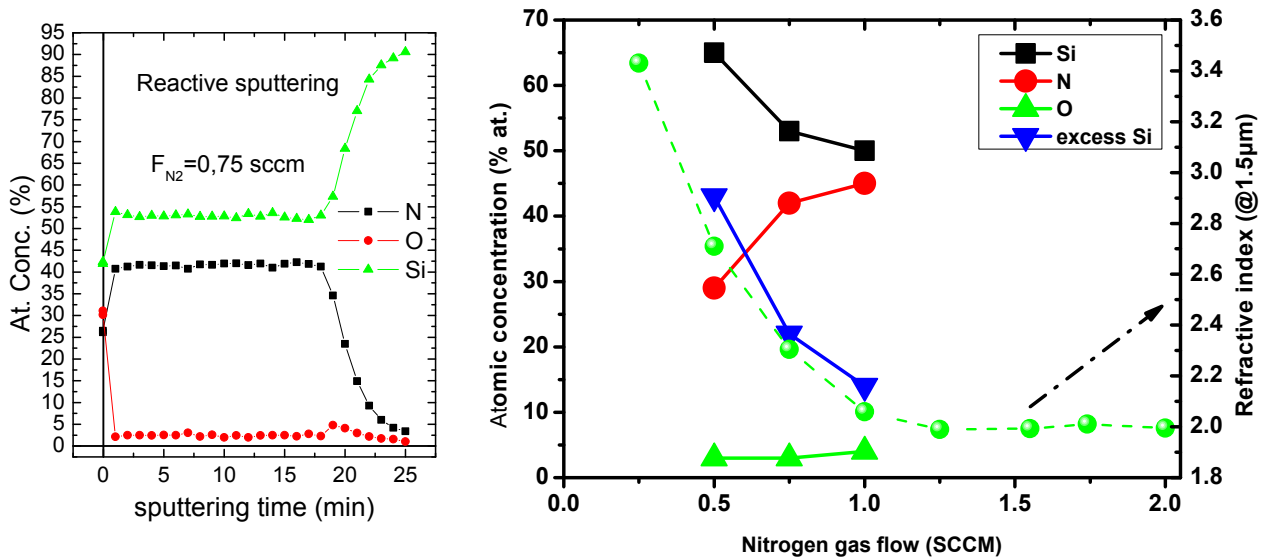 95
90
85
80
75
70
65
60
55
50
45
40
35
30
25
20
15
10
5
0
At. Conc. (%)
Reactive sputtering
F_N2=0,75 sccm
N
O
Si
0 5 10 15 20 25
sputtering time (min)
70
60
50
40
30
20
10
0
Atomic concentration (% at.)
Si
N
O
excess Si
3.6
3.4
3.2
3.0
2.8
2.6
2.4
2.2
2.0
1.8
Refractive index (@1.5µm)
0.0 0.5 1.0 1.5 2.0
Nitrogen gas flow (SCCM)